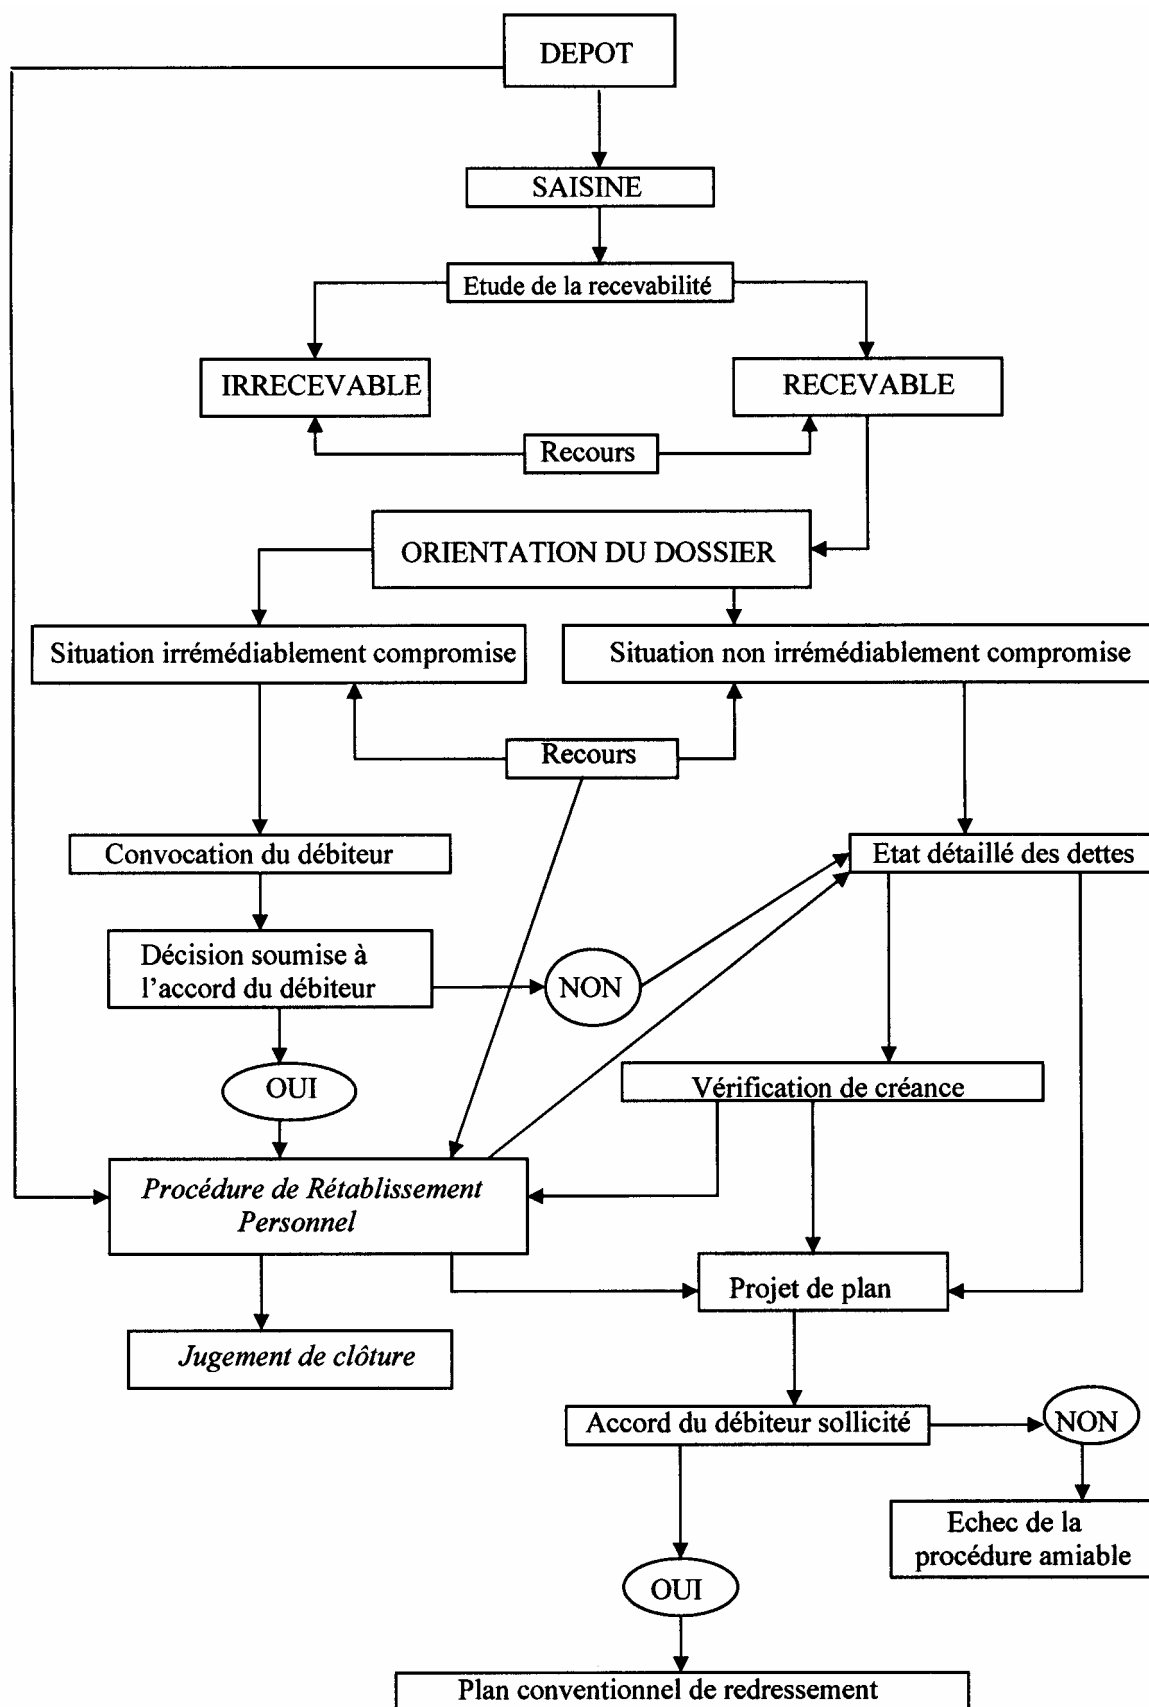 DEPOT
SAISINE
Etude de la recevabilité
IRRECEVABLE
RECEVABLE
Recours
ORIENTATION DU DOSSIER
Situation irrémédiablement compromise
Situation non irrémédiablement compromise
Recours
Convocation du débiteur
Etat détaillé des dettes
Décision soumise à
l'accord du débiteur
NON
OUI
Vérification de créance
Procédure de Rétablissement
Personnel
Projet de plan
Jugement de clôture
Accord du débiteur sollicité
NON
Echec de la
procédure amiable
OUI
Plan conventionnel de redressement